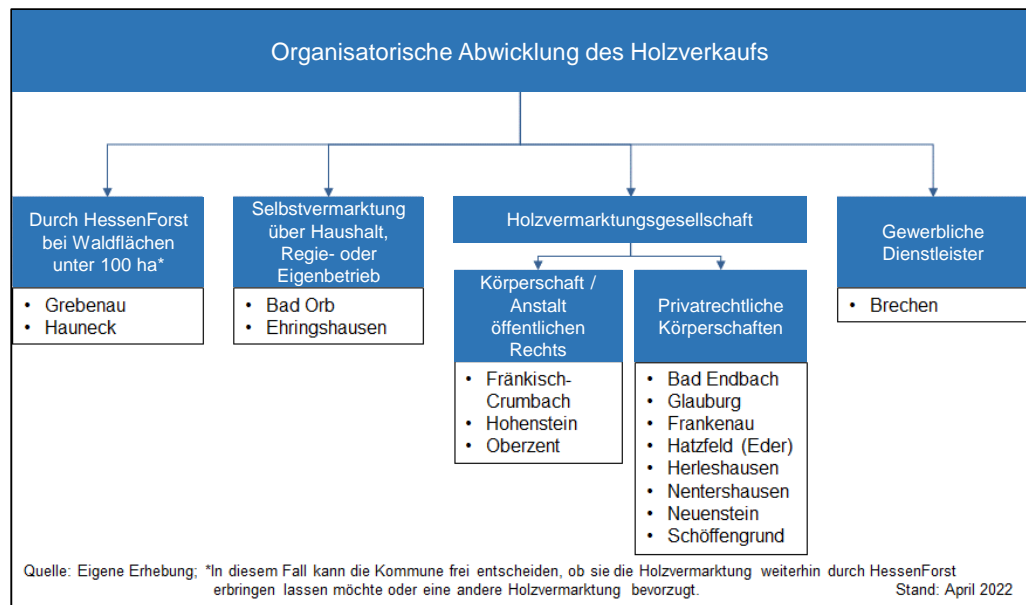 Organisatorische Abwicklung des Holzverkaufs
Durch HessenForst
bei Waldflächen
unter 100 ha*
• Grebenau
• Hauneck
Selbstvermarktung
über Haushalt,
Regie- oder
Eigenbetrieb
• Bad Orb
• Ehringshausen
Holzvermarktungsgesellschaft
Körperschaft /
Anstalt
öffentlichen
Rechts
• Fränkisch-
Crumbach
• Hohenstein
• Oberzent
Privatrechtliche
Körperschaften
• Bad Endbach
• Glauburg
• Frankenau
• Hatzfeld (Eder)
• Herleshausen
• Nentershausen
• Neuenstein
• Schöffengrund
Gewerbliche
Dienstleister
• Brechen
Quelle: Eigene Erhebung; *In diesem Fall kann die Kommune frei entscheiden, ob sie die Holzvermarktung weiterhin durch HessenForst
erbringen lassen möchte oder eine andere Holzvermarktung bevorzugt. Stand: April 2022